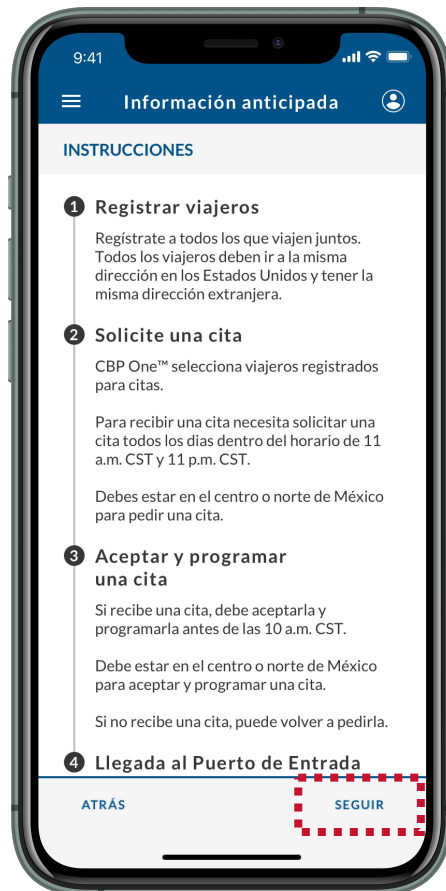 9:41
Información anticipada
INSTRUCCIONES
1 Registrar viajeros
Regístrate a todos los que viajen juntos.
Todos los viajeros deben ir a la misma
dirección en los Estados Unidos y tener la
misma dirección extranjera.
2 Solicite una cita
CBP One™ selecciona viajeros registrados
para citas.
Para recibir una cita necesita solicitar una
cita todos los dias dentro del horario de 11
a.m. CST y 11 p.m. CST.
Debes estar en el centro o norte de México
para pedir una cita.
3 Aceptar y programar
una cita
Si recibe una cita, debe aceptarla y
programarla antes de las 10 a.m. CST.
Debe estar en el centro o norte de México
para aceptar y programar una cita.
Si no recibe una cita, puede volver a pedirla.
4 Llegada al Puerto de Entrada
ATRÁS SEGUIR